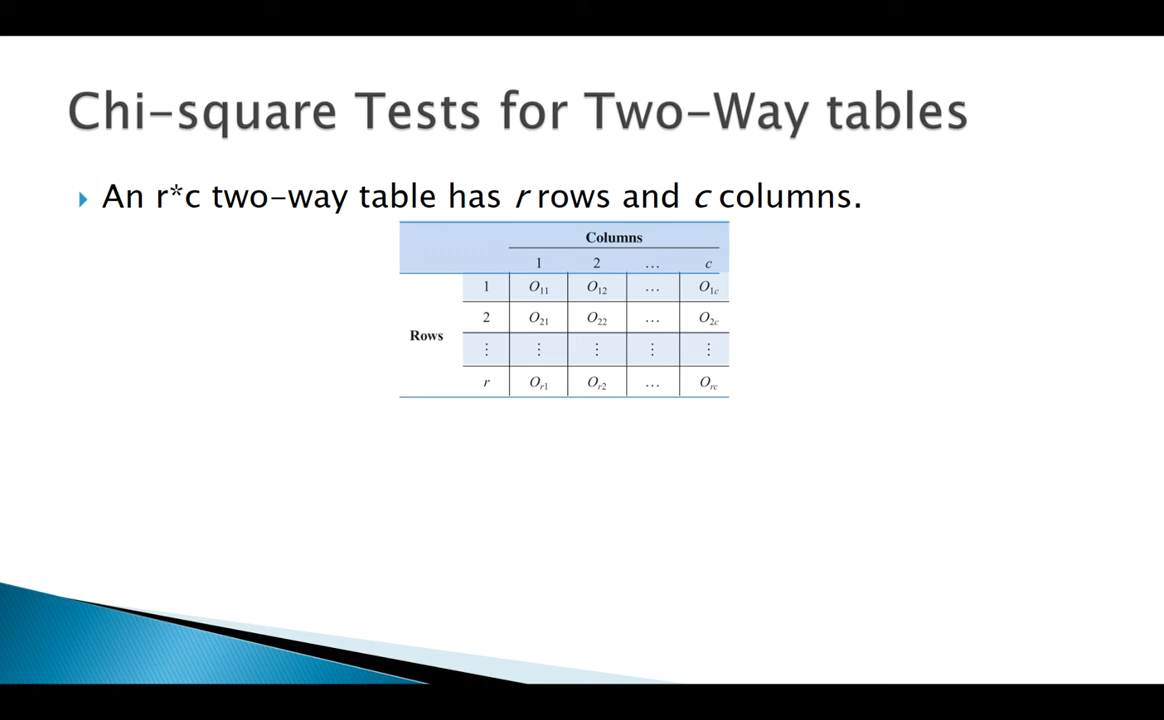 Chi-square Tests for Two-Way tables
An r*c two-way table has r rows and c columns.
Columns
1 2 … c
1 O11 O12 … O1c
2 O21 O22 … O2c
Rows
⋮ ⋮ ⋮ ⋮ ⋮
r Or1 Or2 … Orc